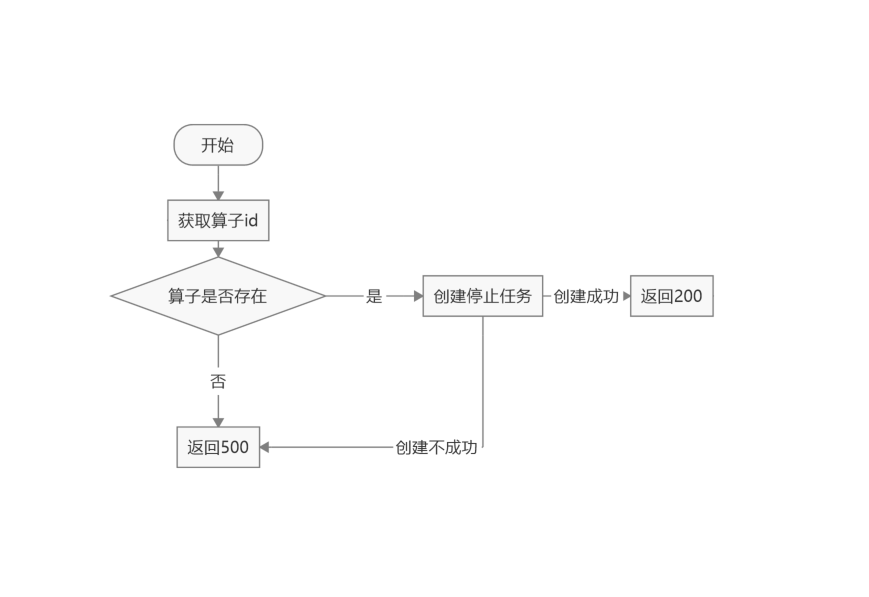 开始
获取算子id
算子是否存在
是
创建停止任务
创建成功
返回200
否
返回500
创建不成功